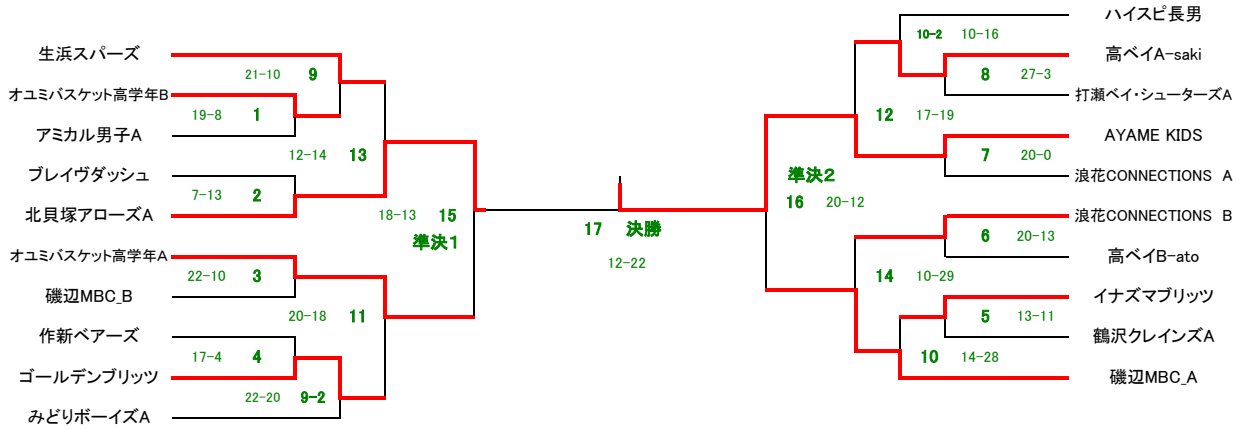 生浜スパーズ
21-10 9
オユミバスケット高学年B
19-8 1
アミカル男子A
12-14 13
ブレイヴダッシュ
7-13 2
北貝塚アローズA
18-13 15
準決1
オユミバスケット高学年A
22-10 3
磯辺MBC_B
20-18 11
作新ベアーズ
17-4 4
ゴールデンブリッツ
22-20 9-2
みどりボーイズA
17 決勝
12-22
ハイスピ長男
10-2 10-16
高ベイA-saki
8 27-3
打瀬ベイ・シューターズA
12 17-19
AYAME KIDS
7 20-0
浪花CONNECTIONS A
準決2
16 20-12
浪花CONNECTIONS B
6 20-13
高ベイB-ato
14 10-29
イナズマブリッツ
5 13-11
鶴沢クレインズA
10 14-28
磯辺MBC_A